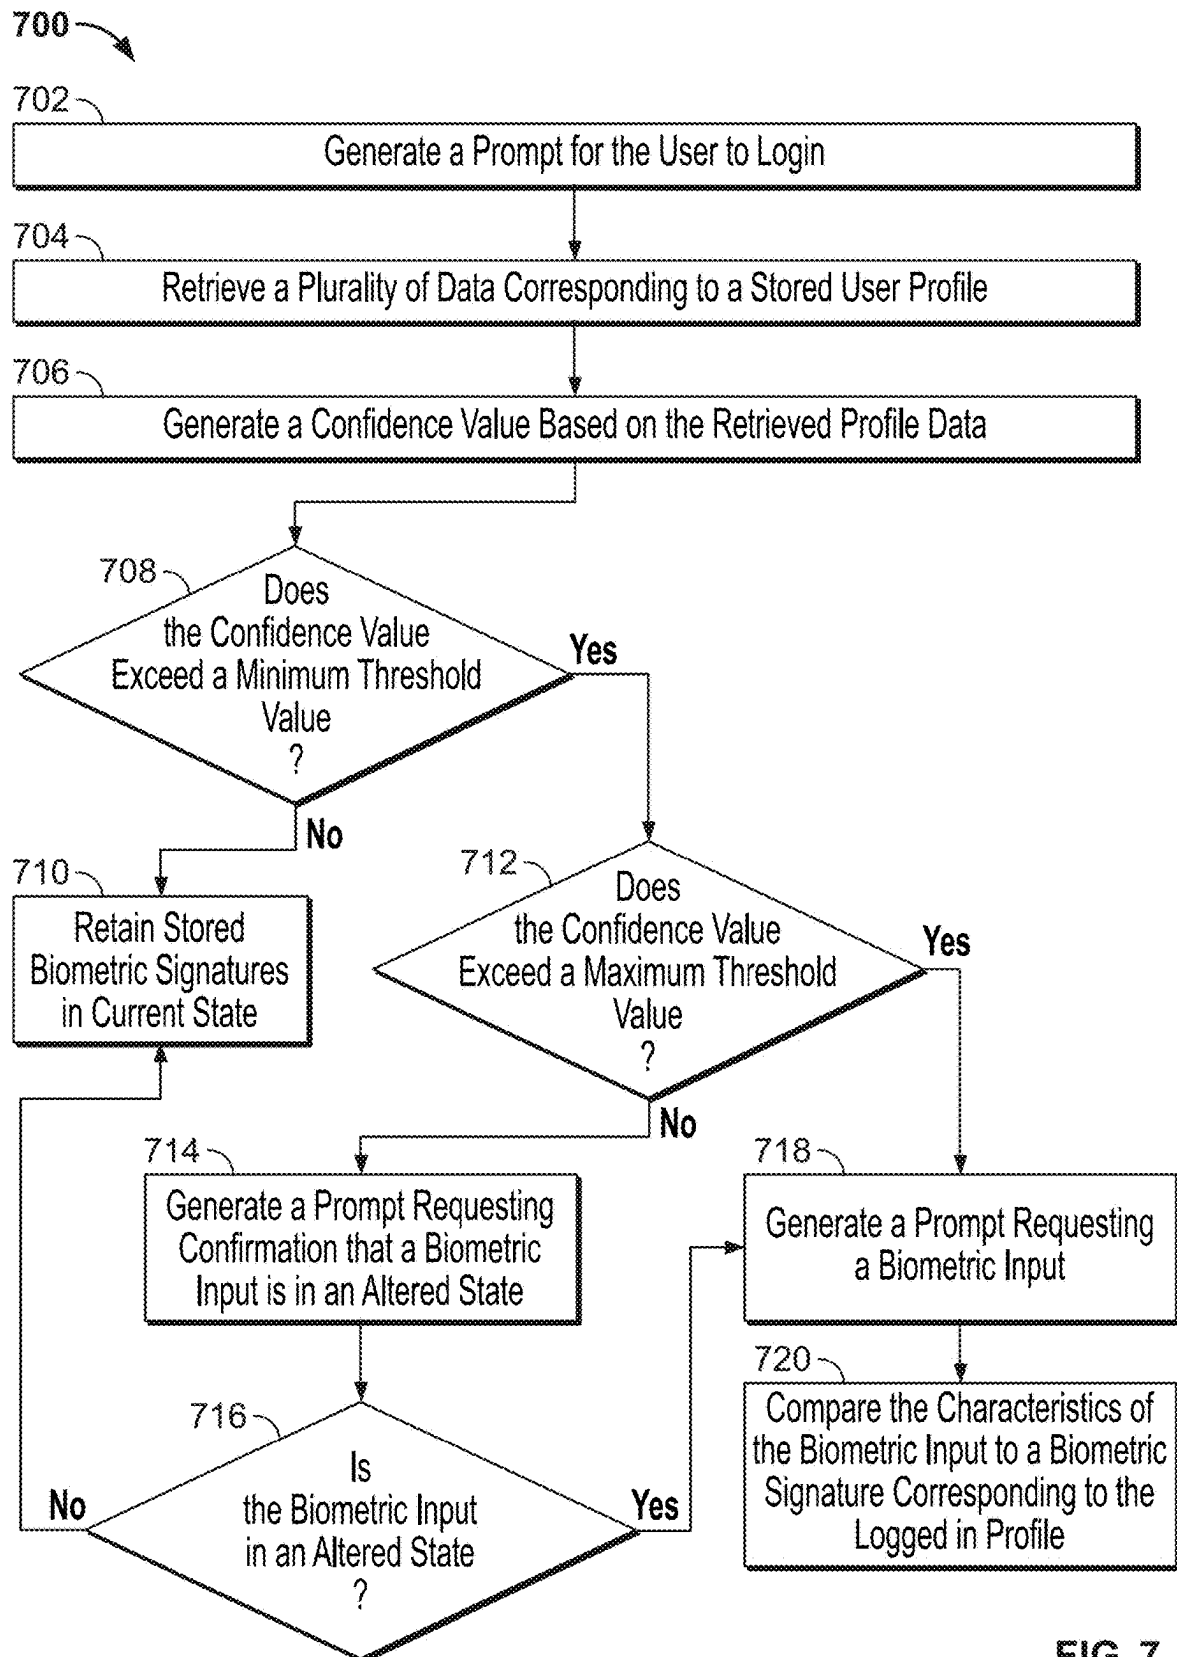 700
702
Generate a Prompt for the User to Login
704
Retrieve a Plurality of Data Corresponding to a Stored User Profile
706
Generate a Confidence Value Based on the Retrieved Profile Data
708
Does
the Confidence Value
Exceed a Minimum Threshold
Value
?
Yes
No
710
Retain Stored
Biometric Signatures
in Current State
712
Does
the Confidence Value
Exceed a Maximum Threshold
Value
?
Yes
No
714
Generate a Prompt Requesting
Confirmation that a Biometric
Input is in an Altered State
718
Generate a Prompt Requesting
a Biometric Input
716
Is
the Biometric Input
in an Altered State
?
No
Yes
720
Compare the Characteristics of
the Biometric Input to a Biometric
Signature Corresponding to the
Logged in Profile
FIG. 7